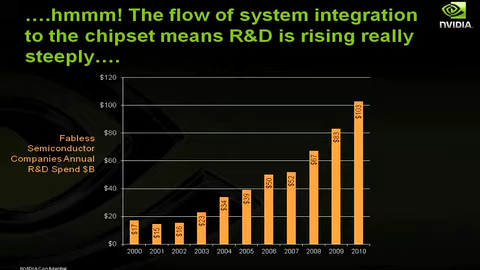 ….hmmm! The flow of system integration
to the chipset means R&D is rising really
steeply….
NVIDIA.
Fabless
Semiconductor
Companies Annual
R&D Spend $B
$120
$100
$80
$60
$40
$20
$0
$17
$15
$16
$23
$34
$39
$50
$52
$67
$83
$103
2000 2001 2002 2003 2004 2005 2006 2007 2008 2009 2010
NVIDIA Confidential